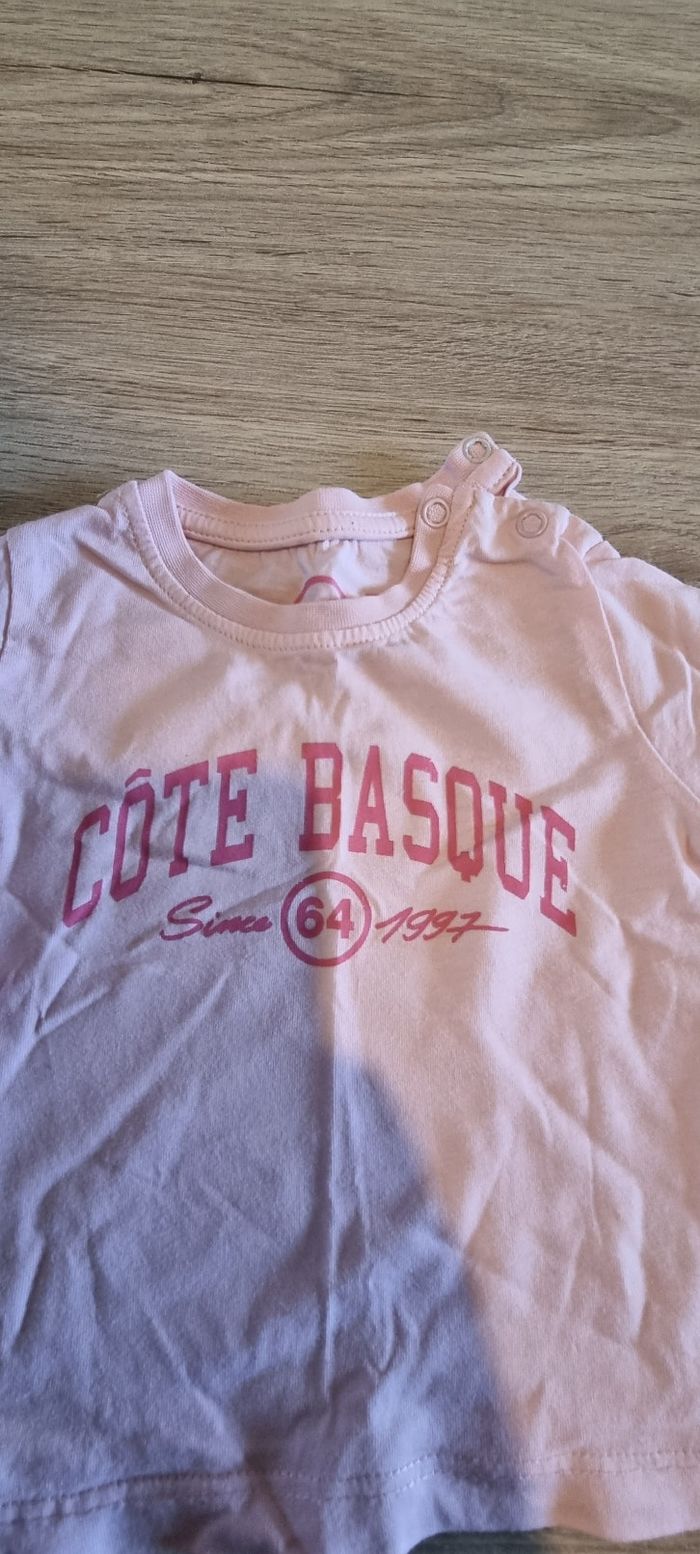 CÔTE BASQUE
Since 64 1997